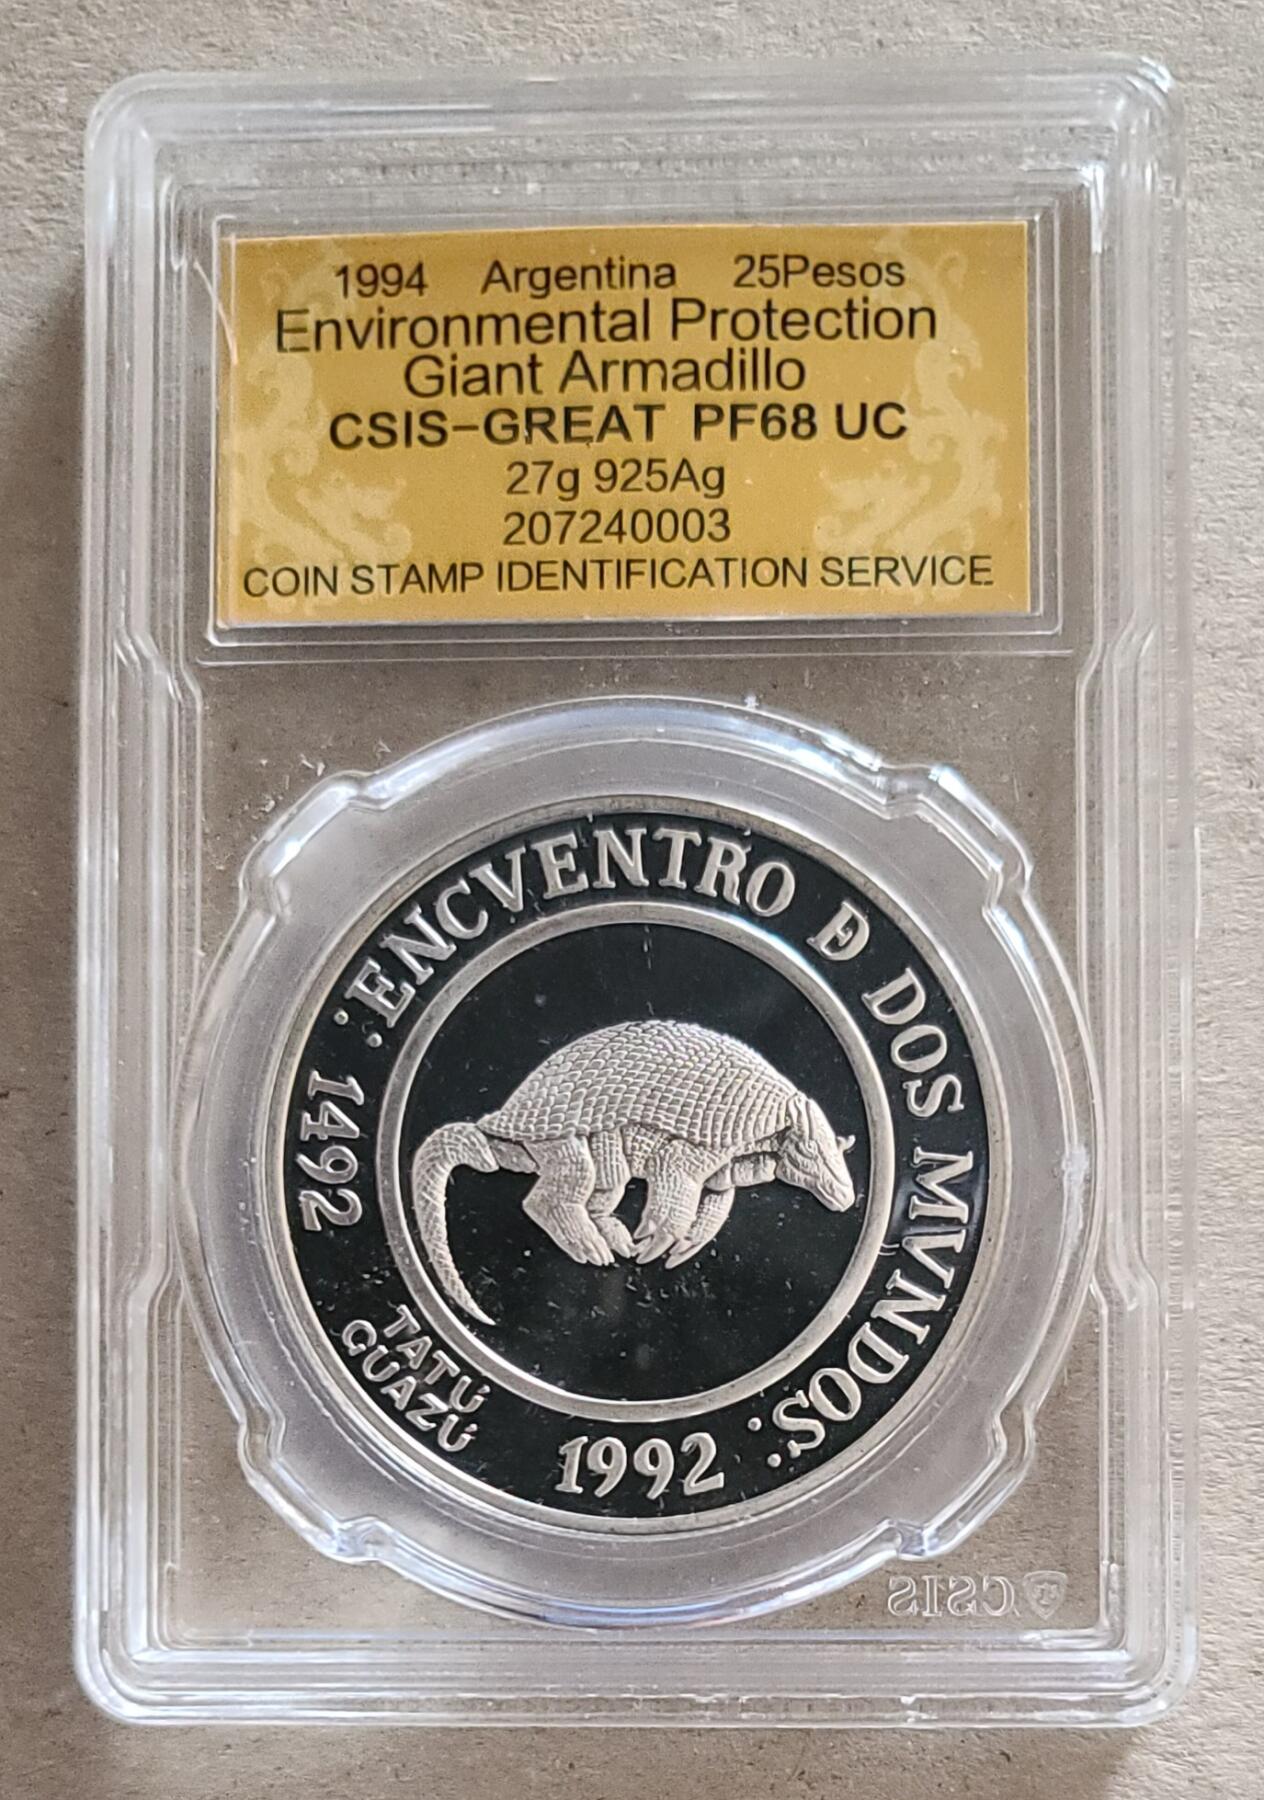 1994 Argentina 25Pesos
Environmental Protection
Giant Armadillo
CSIS-GREAT PF68 UC
27g 925Ag
207240003
COIN STAMP IDENTIFICATION SERVICE
:ENCVENTRO Đ DOS MVNDOS:
1492
TATÚ
GUAZÚ
1992
CSIS